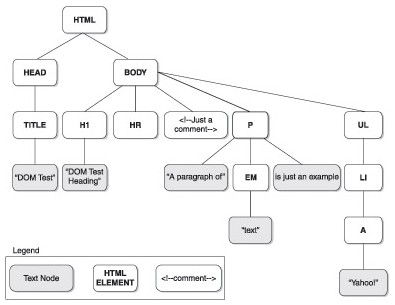 HTML
HEAD
BODY
TITLE
H1
HR
<!--Just a
comment-->
P
UL
"DOM Test"
"DOM Test
Heading"
"A paragraph of"
EM
is just an example
LI
"text"
A
"Yahoo!"
Legend
Text Node
HTML
ELEMENT
<!--comment-->